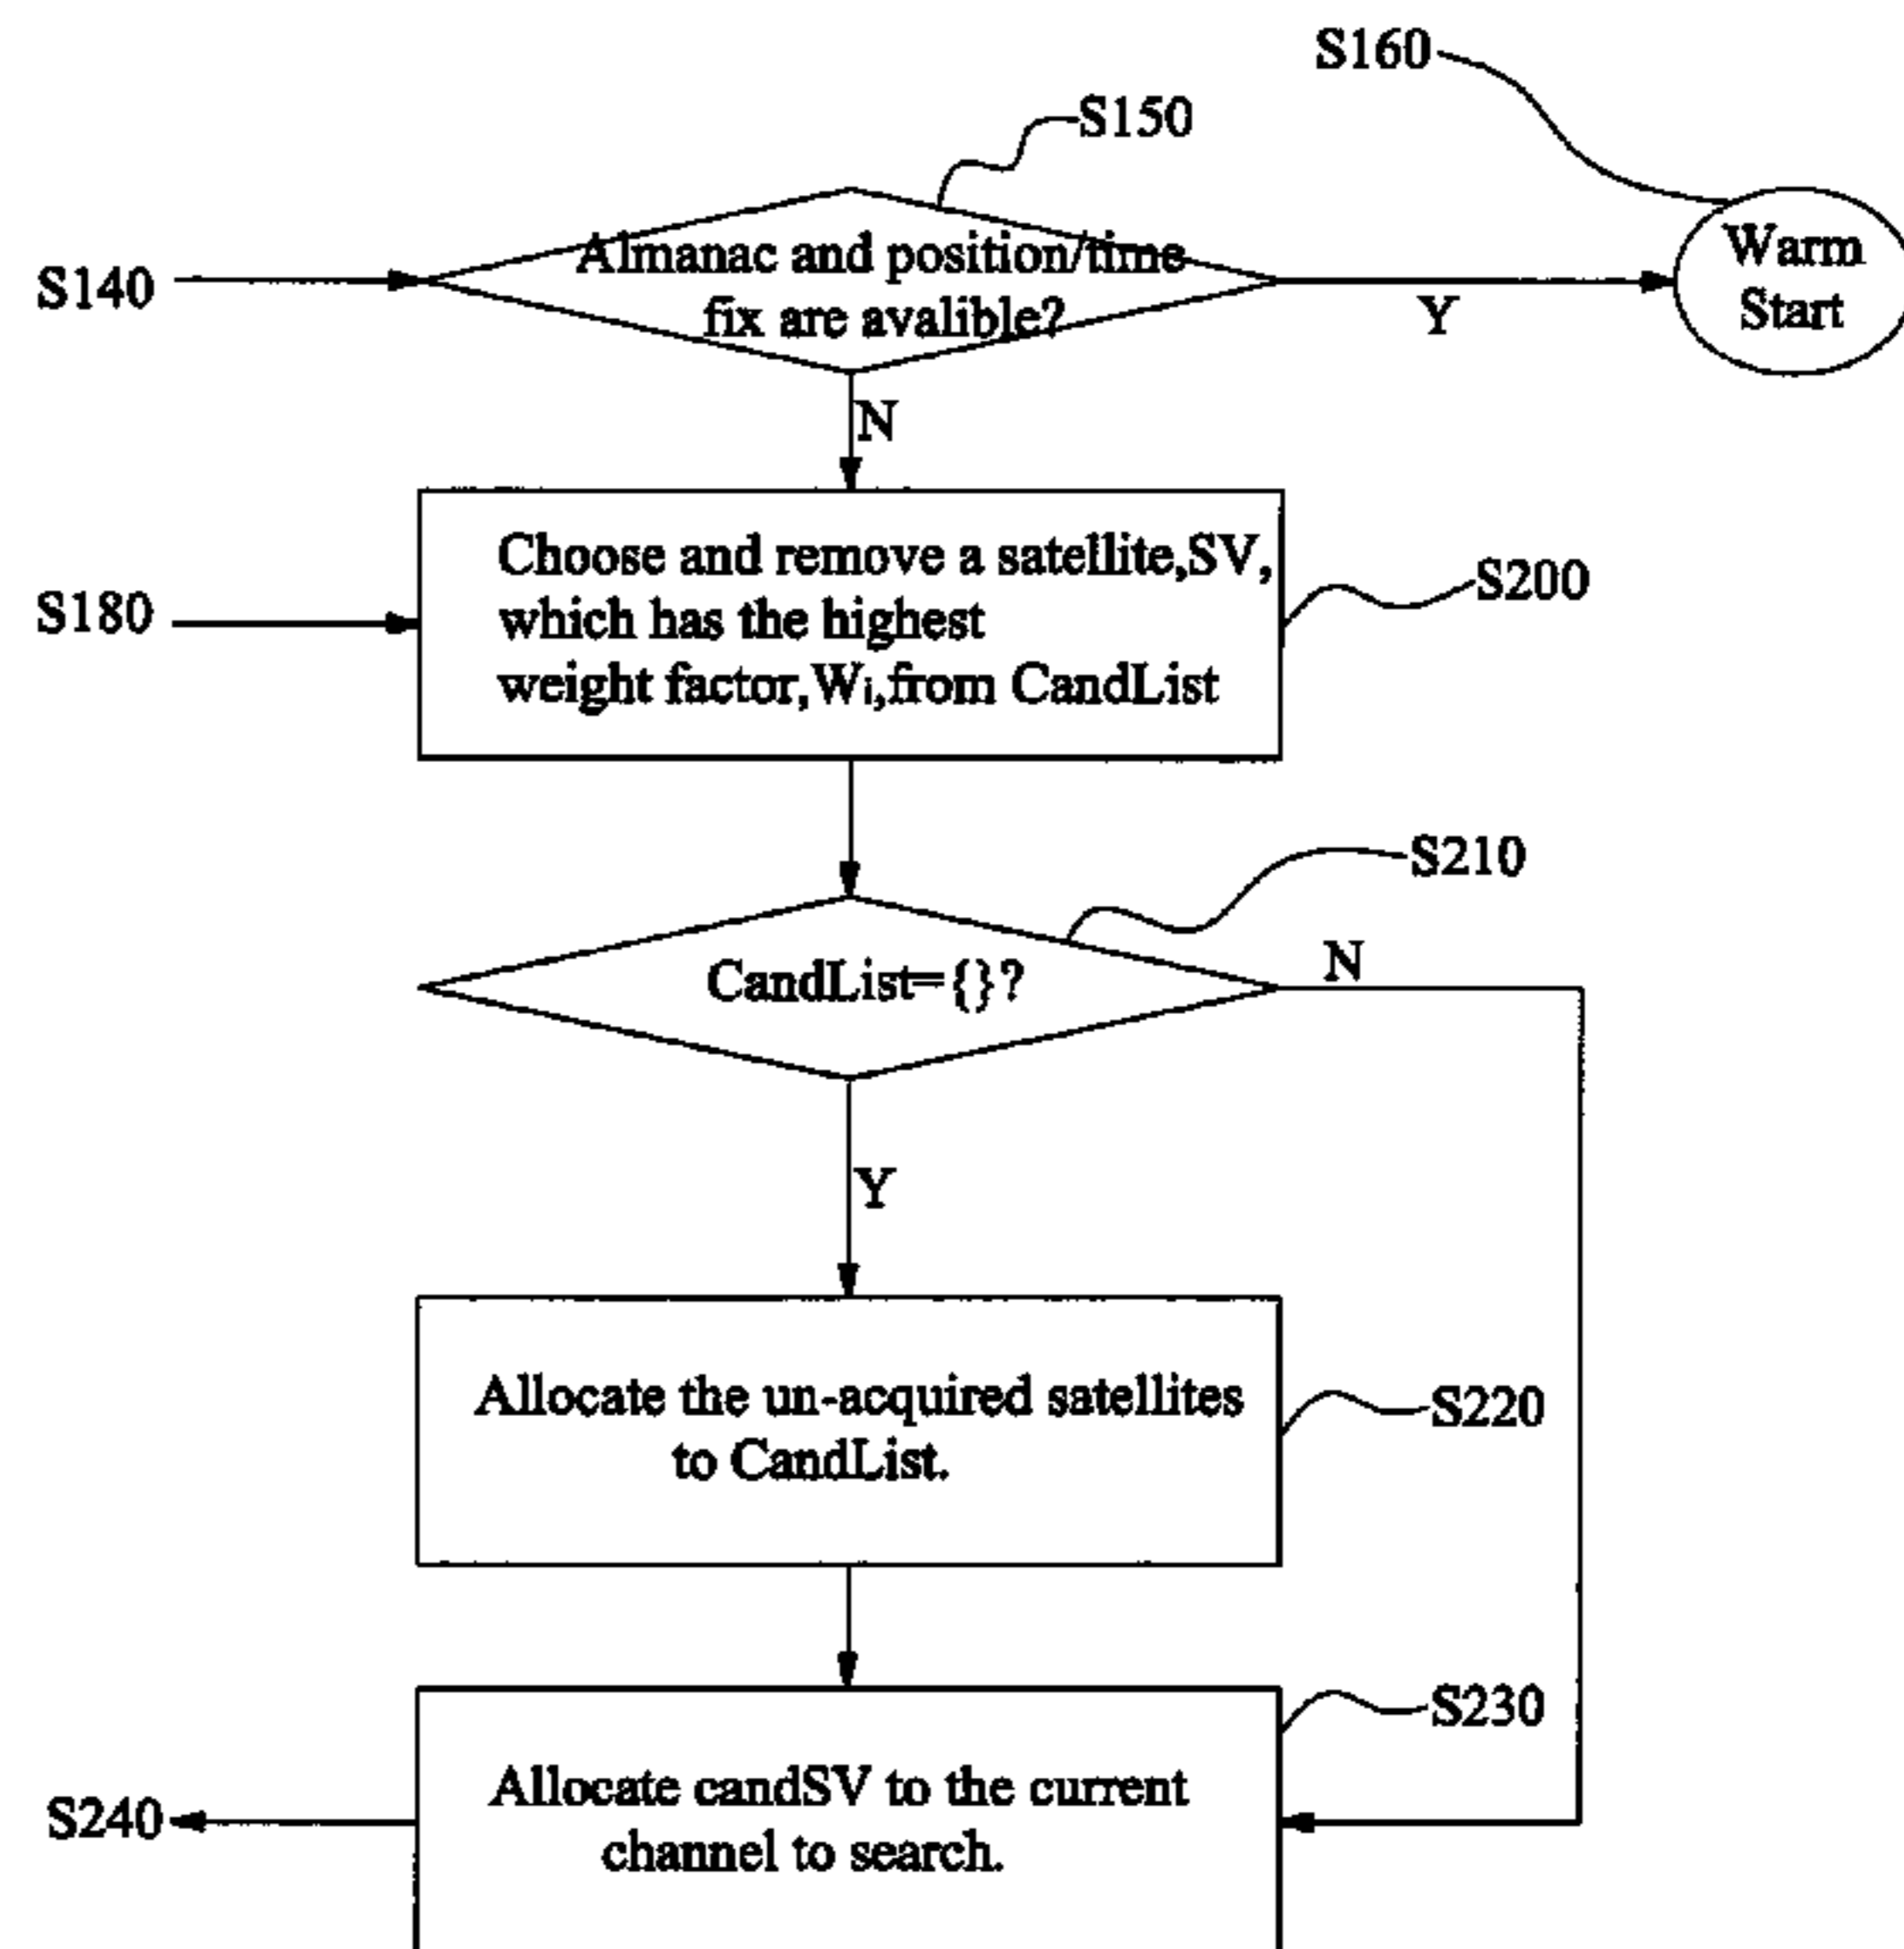 S160
S150
Almanac and position/time
fix are avalible?
S140
Warm
Start
Y
N
Choose and remove a satellite,SV,
which has the highest
weight factor,Wi,from CandList
S180
S200
S210
CandList={}?
N
Y
Allocate the un-acquired satellites
to CandList.
S220
S230
Allocate candSV to the current
channel to search.
S240